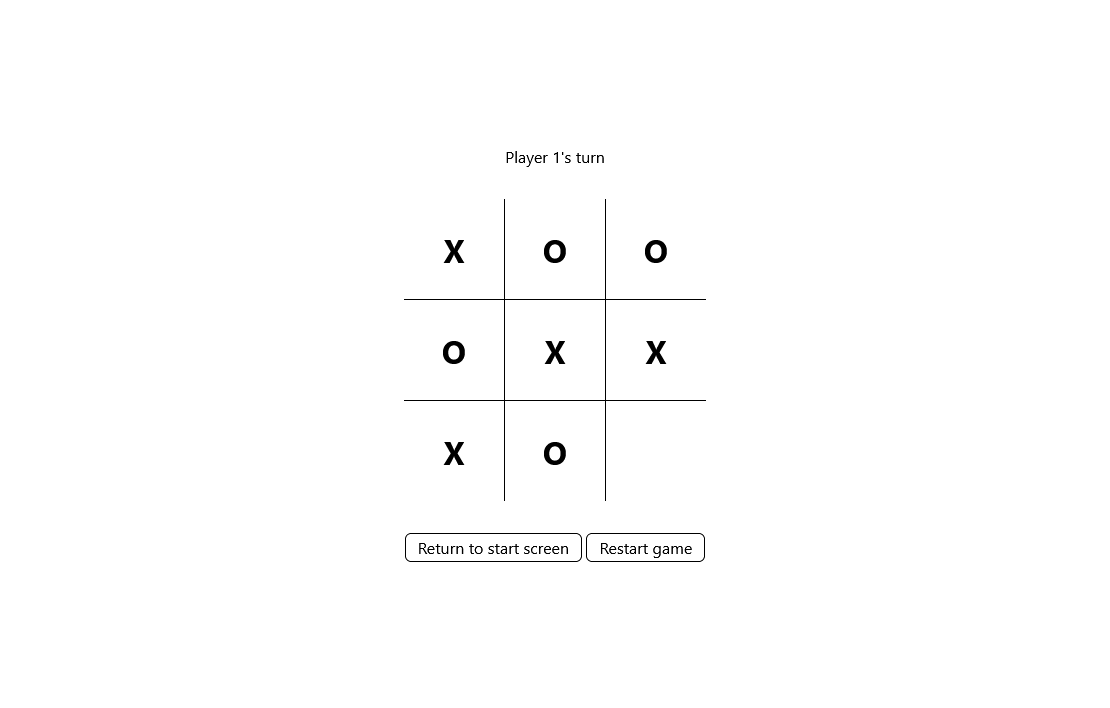 Player 1's turn
X O O
O X X
X O
Return to start screen Restart game